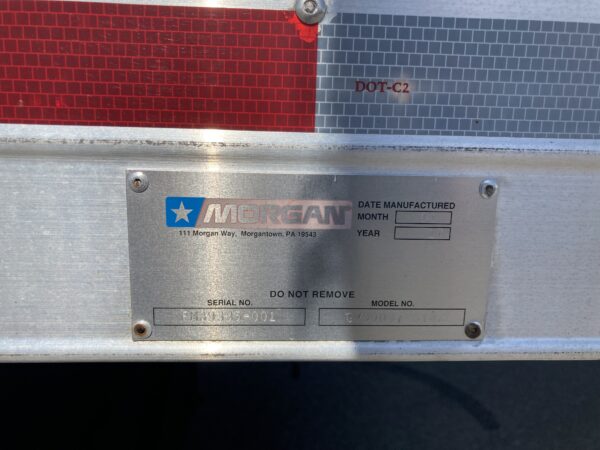 DOT-C2
MORGAN
111 Morgan Way, Morgantown, PA 19543
DATE MANUFACTURED
MONTH
YEAR
DO NOT REMOVE
SERIAL NO.
MODEL NO.